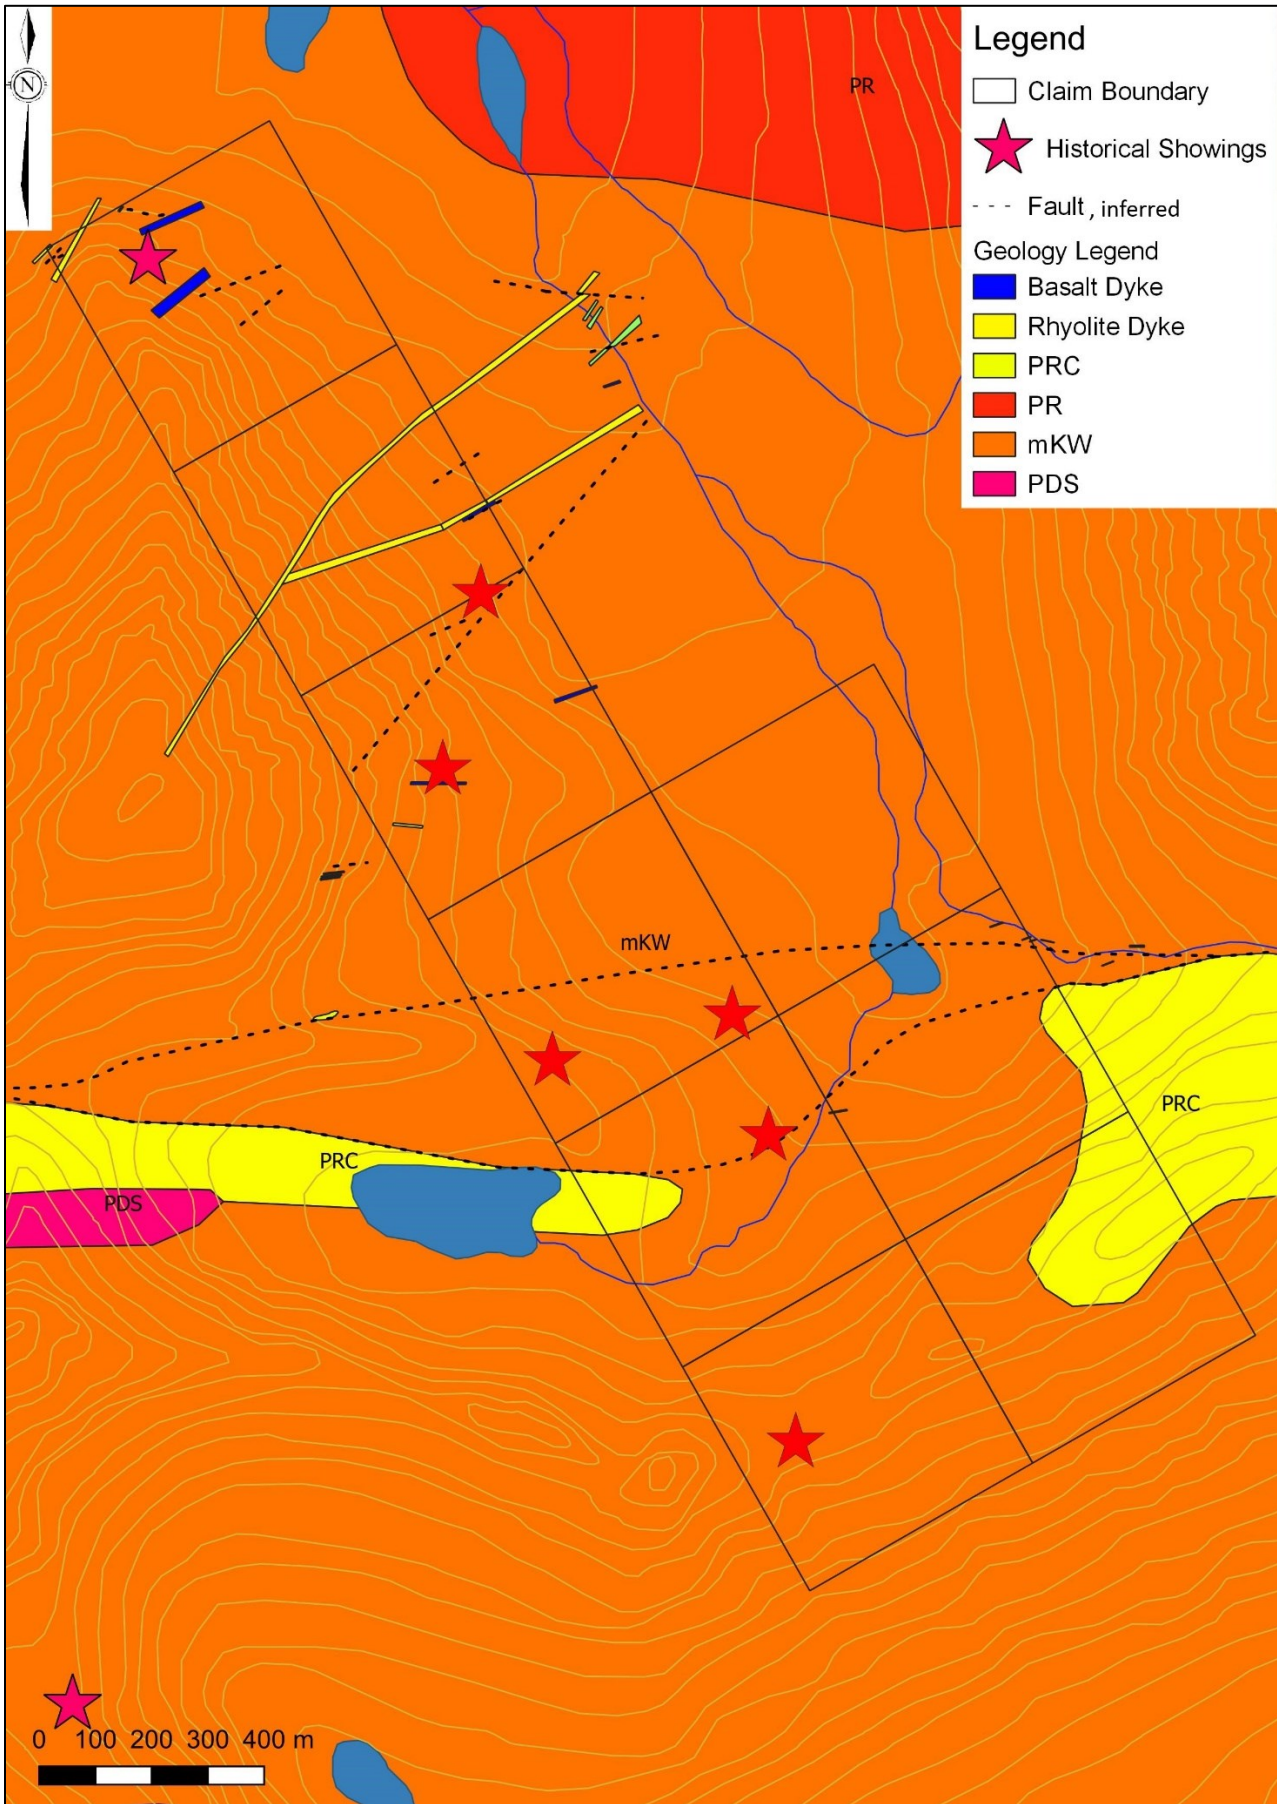 N
Legend
Claim Boundary
Historical Showings
Fault, inferred
Geology Legend
Basalt Dyke
Rhyolite Dyke
PRC
PR
mKW
PDS
PR
mKW
PRC
PRC
PDS
0 100 200 300 400 m